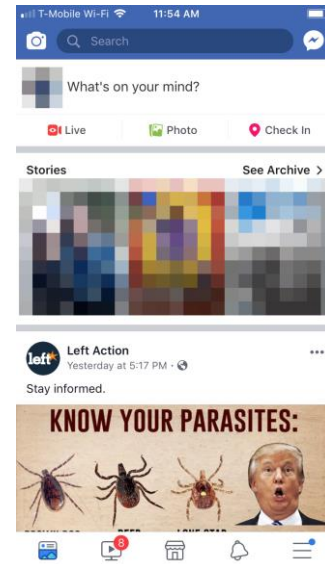 T-Mobile Wi-Fi 11:54 AM
Search
What's on your mind?
Live Photo Check In
Stories See Archive >
left
Left Action
Yesterday at 5:17 PM ·
Stay informed.
KNOW YOUR PARASITES:
8